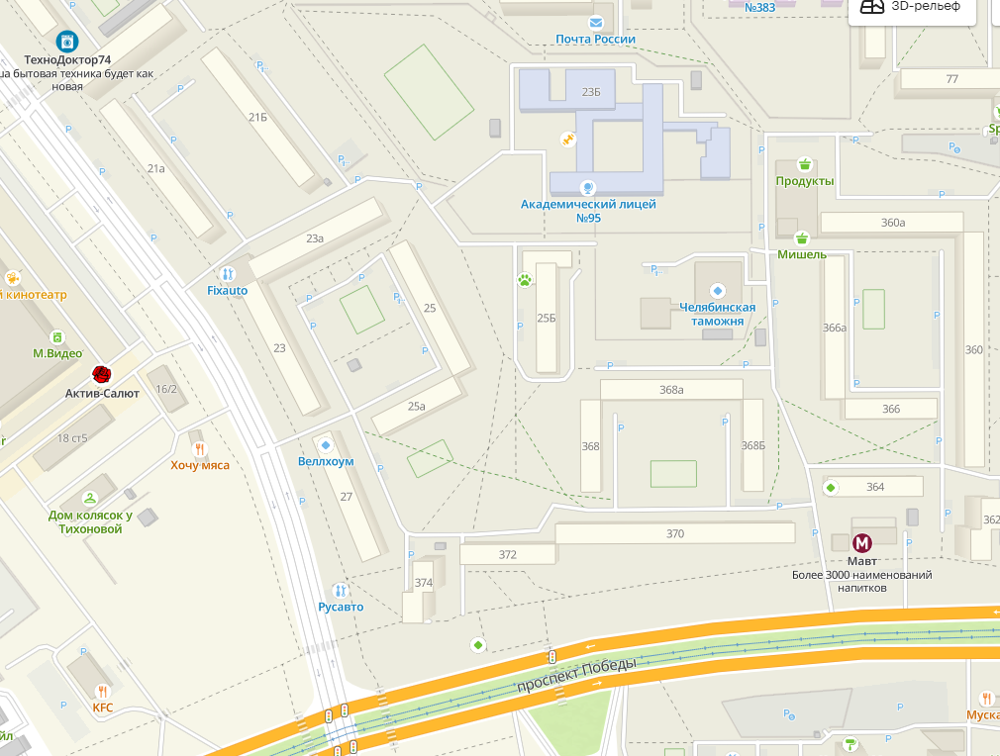 №383
3D-рельеф
Почта России
ТехноДоктор74
ша бытовая техника будет как
новая
77
23Б
21Б
Sp
21а
Продукты
Академический лицей
№95
360а
23а
Мишель
Fixauto
й кинотеатр
25
Челябинская
таможня
25Б
366а
М.Видео
23
360
Актив-Салют
16/2
368а
25а
366
18 ст5
r
368
368Б
Хочу мяса
Веллхоум
364
27
Дом колясок у
Тихоновой
362
370
372
Мавт
Более 3000 наименований
напитков
374
Русавто
проспект Победы
KFC
Муска
йл